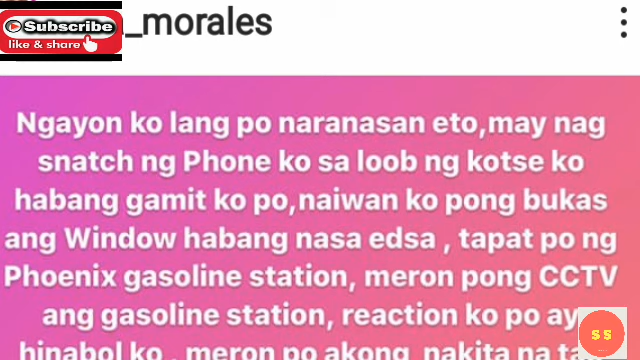 Subscribe
like & share
_morales
Ngayon ko lang po naranasan eto,may nag
snatch ng Phone ko sa loob ng kotse ko
habang gamit ko po,naiwan ko pong bukas
ang Window habang nasa edsa , tapat po ng
Phoenix gasoline station, meron pong CCTV
ang gasoline station, reaction ko po ay
hinabol ko , meron po akong nakita na
S S